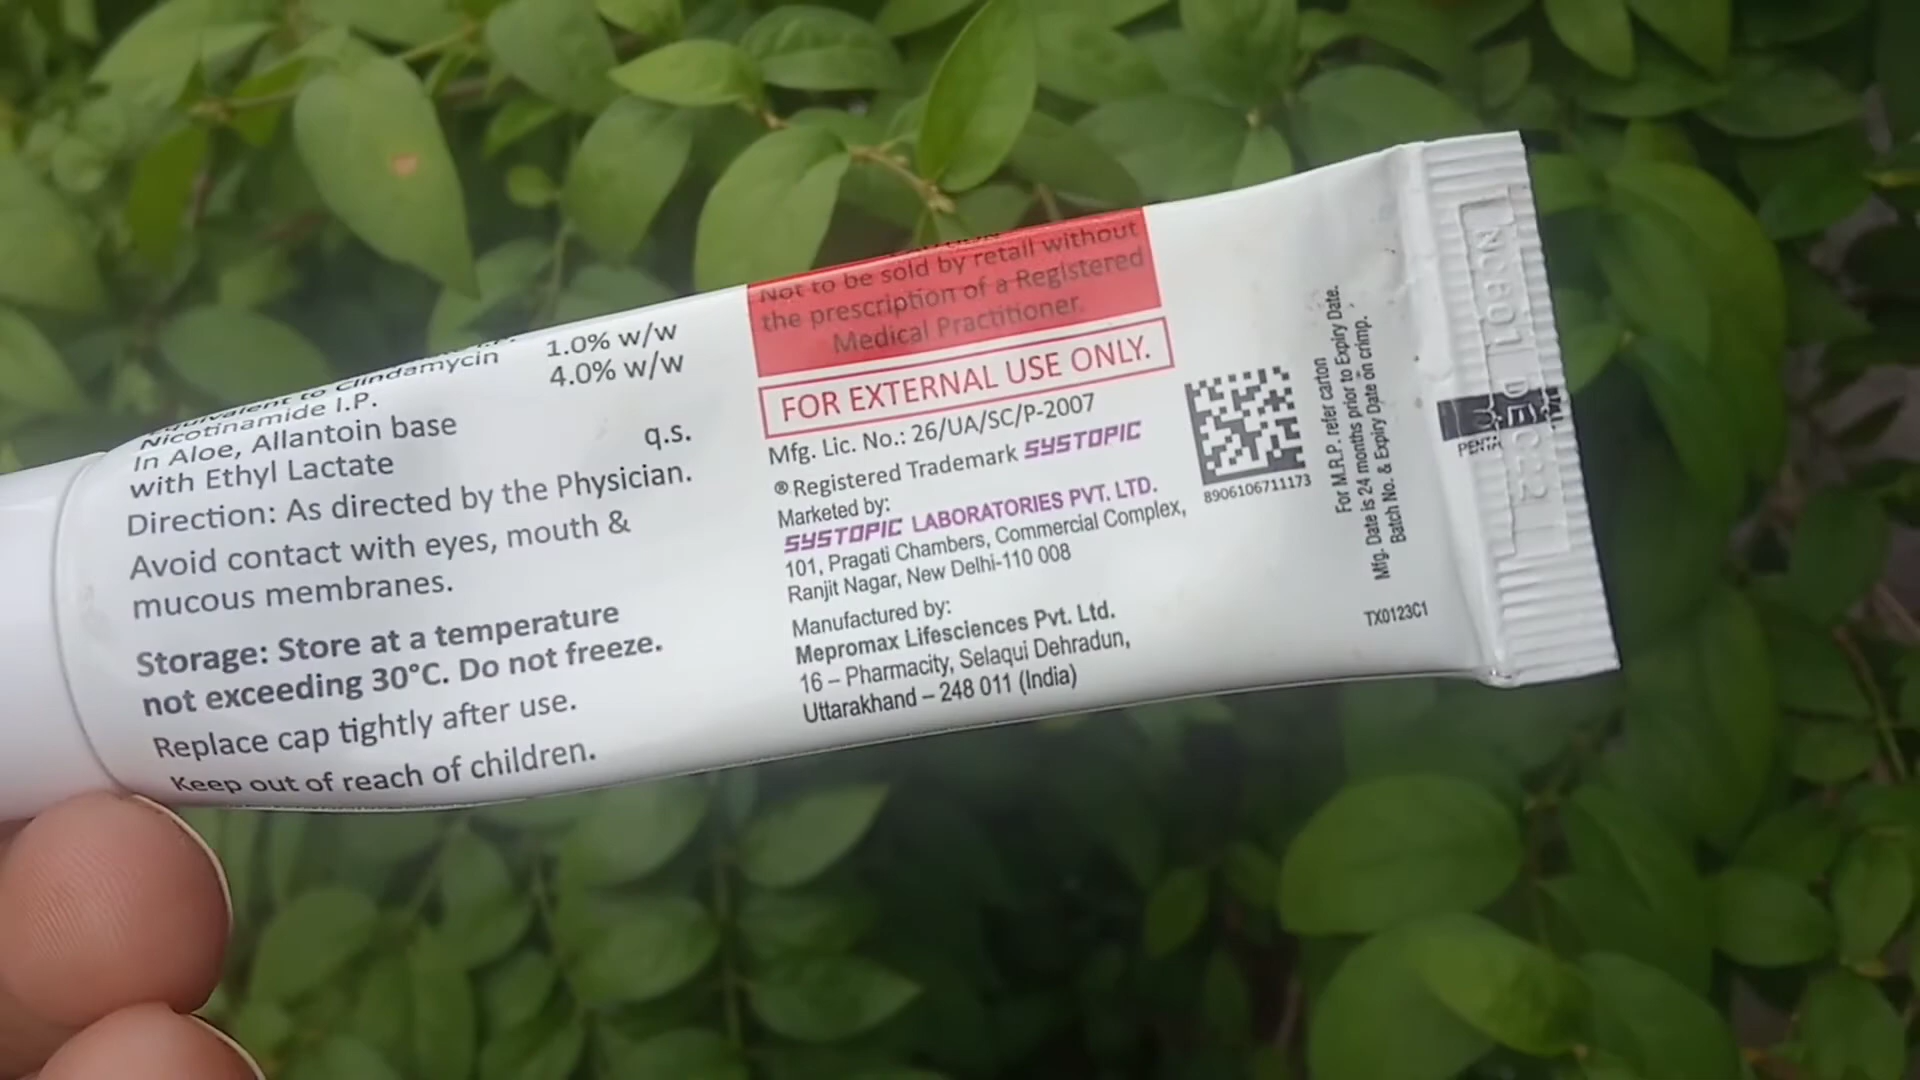 equivalent to Clindamycin 1.0% w/w
Nicotinamide I.P. 4.0% w/w
In Aloe, Allantoin base
with Ethyl Lactate q.s.
Direction: As directed by the Physician.
Avoid contact with eyes, mouth &
mucous membranes.
Storage: Store at a temperature
not exceeding 30°C. Do not freeze.
Replace cap tightly after use.
Keep out of reach of children.
Not to be sold by retail without
the prescription of a Registered
Medical Practitioner.
FOR EXTERNAL USE ONLY.
Mfg. Lic. No.: 26/UA/SC/P-2007
® Registered Trademark SYSTOPIC
Marketed by:
SYSTOPIC LABORATORIES PVT. LTD.
101, Pragati Chambers, Commercial Complex,
Ranjit Nagar, New Delhi-110 008
Manufactured by:
Mepromax Lifesciences Pvt. Ltd.
16 – Pharmacity, Selaqui Dehradun,
Uttarakhand – 248 011 (India)
8906106711173
For M.R.P. refer carton
Mfg. Date is 24 months prior to Expiry Date.
Batch No. & Expiry Date on crimp.
TX0123C1
PENTA